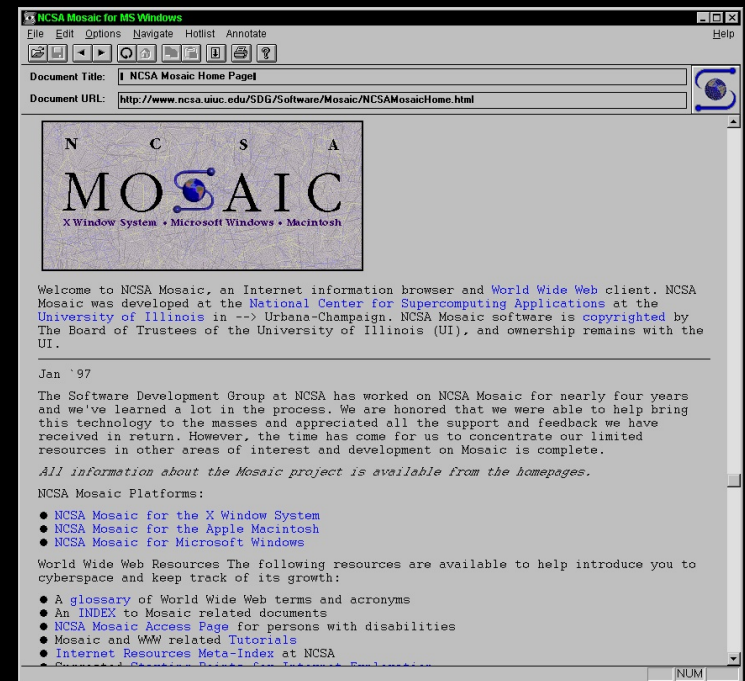 NCSA Mosaic for MS Windows
File Edit Options Navigate Hotlist Annotate Help
Document Title: NCSA Mosaic Home Page
Document URL: http://www.ncsa.uiuc.edu/SDG/Software/Mosaic/NCSAMosaicHome.html
N C S A
MOSAIC
X Window System • Microsoft Windows • Macintosh
Welcome to NCSA Mosaic, an Internet information browser and World Wide Web client. NCSA
Mosaic was developed at the National Center for Supercomputing Applications at the
University of Illinois in --> Urbana-Champaign. NCSA Mosaic software is copyrighted by
The Board of Trustees of the University of Illinois (UI), and ownership remains with the
UI.
Jan `97
The Software Development Group at NCSA has worked on NCSA Mosaic for nearly four years
and we've learned a lot in the process. We are honored that we were able to help bring
this technology to the masses and appreciated all the support and feedback we have
received in return. However, the time has come for us to concentrate our limited
resources in other areas of interest and development on Mosaic is complete.
All information about the Mosaic project is available from the homepages.
NCSA Mosaic Platforms:
● NCSA Mosaic for the X Window System
● NCSA Mosaic for the Apple Macintosh
● NCSA Mosaic for Microsoft Windows
World Wide Web Resources The following resources are available to help introduce you to
cyberspace and keep track of its growth:
● A glossary of World Wide Web terms and acronyms
● An INDEX to Mosaic related documents
● NCSA Mosaic Access Page for persons with disabilities
● Mosaic and WWW related Tutorials
● Internet Resources Meta-Index at NCSA
● Suggested Starting Points for Internet Exploration
NUM